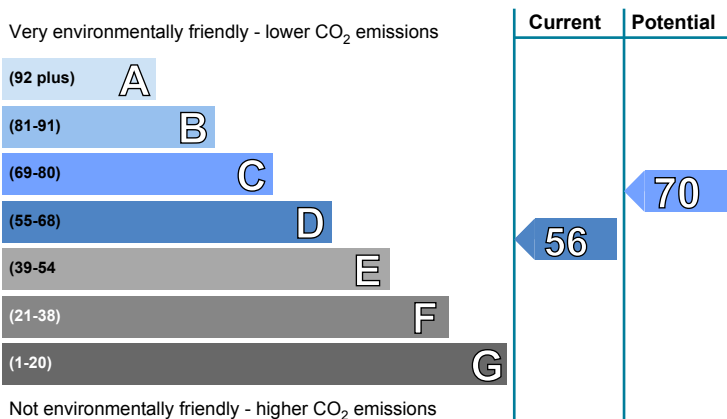 Very environmentally friendly - lower CO2 emissions
Current
Potential
(92 plus) A
(81-91) B
(69-80) C
(55-68) D
(39-54 E
(21-38) F
(1-20) G
70
56
Not environmentally friendly - higher CO2 emissions